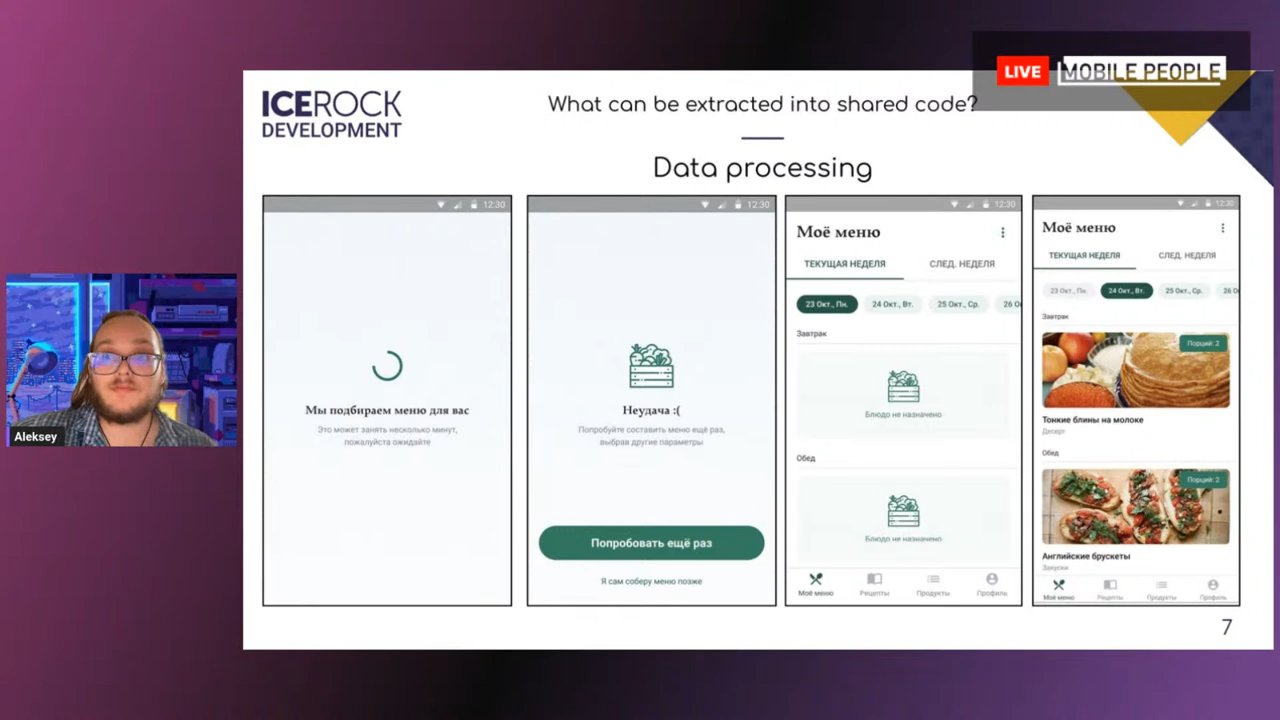 LIVE
MOBILE PEOPLE
ICEROCK
DEVELOPMENT
What can be extracted into shared code?
Data processing
12:30
Мы подбираем меню для вас
Это может занять несколько минут,
пожалуйста ожидайте
12:30
Неудача :(
Попробуйте составить меню ещё раз,
выбрав другие параметры
Попробовать ещё раз
Я сам соберу меню позже
12:30
Моё меню
ТЕКУЩАЯ НЕДЕЛЯ СЛЕД. НЕДЕЛЯ
23 Окт., Пн. 24 Окт., Вт. 25 Окт., Ср. 26 О
Завтрак
Блюдо не назначено
Обед
Блюдо не назначено
Моё меню Рецепты Продукты Профиль
12:30
Моё меню
ТЕКУЩАЯ НЕДЕЛЯ СЛЕД. НЕДЕЛЯ
23 Окт., Пн. 24 Окт., Вт. 25 Окт., Ср. 26 О
Завтрак
Порций: 2
Тонкие блины на молоке
Десерт
Обед
Порций: 2
Английские брускеты
Закуски
Моё меню Рецепты Продукты Профиль
Aleksey
7